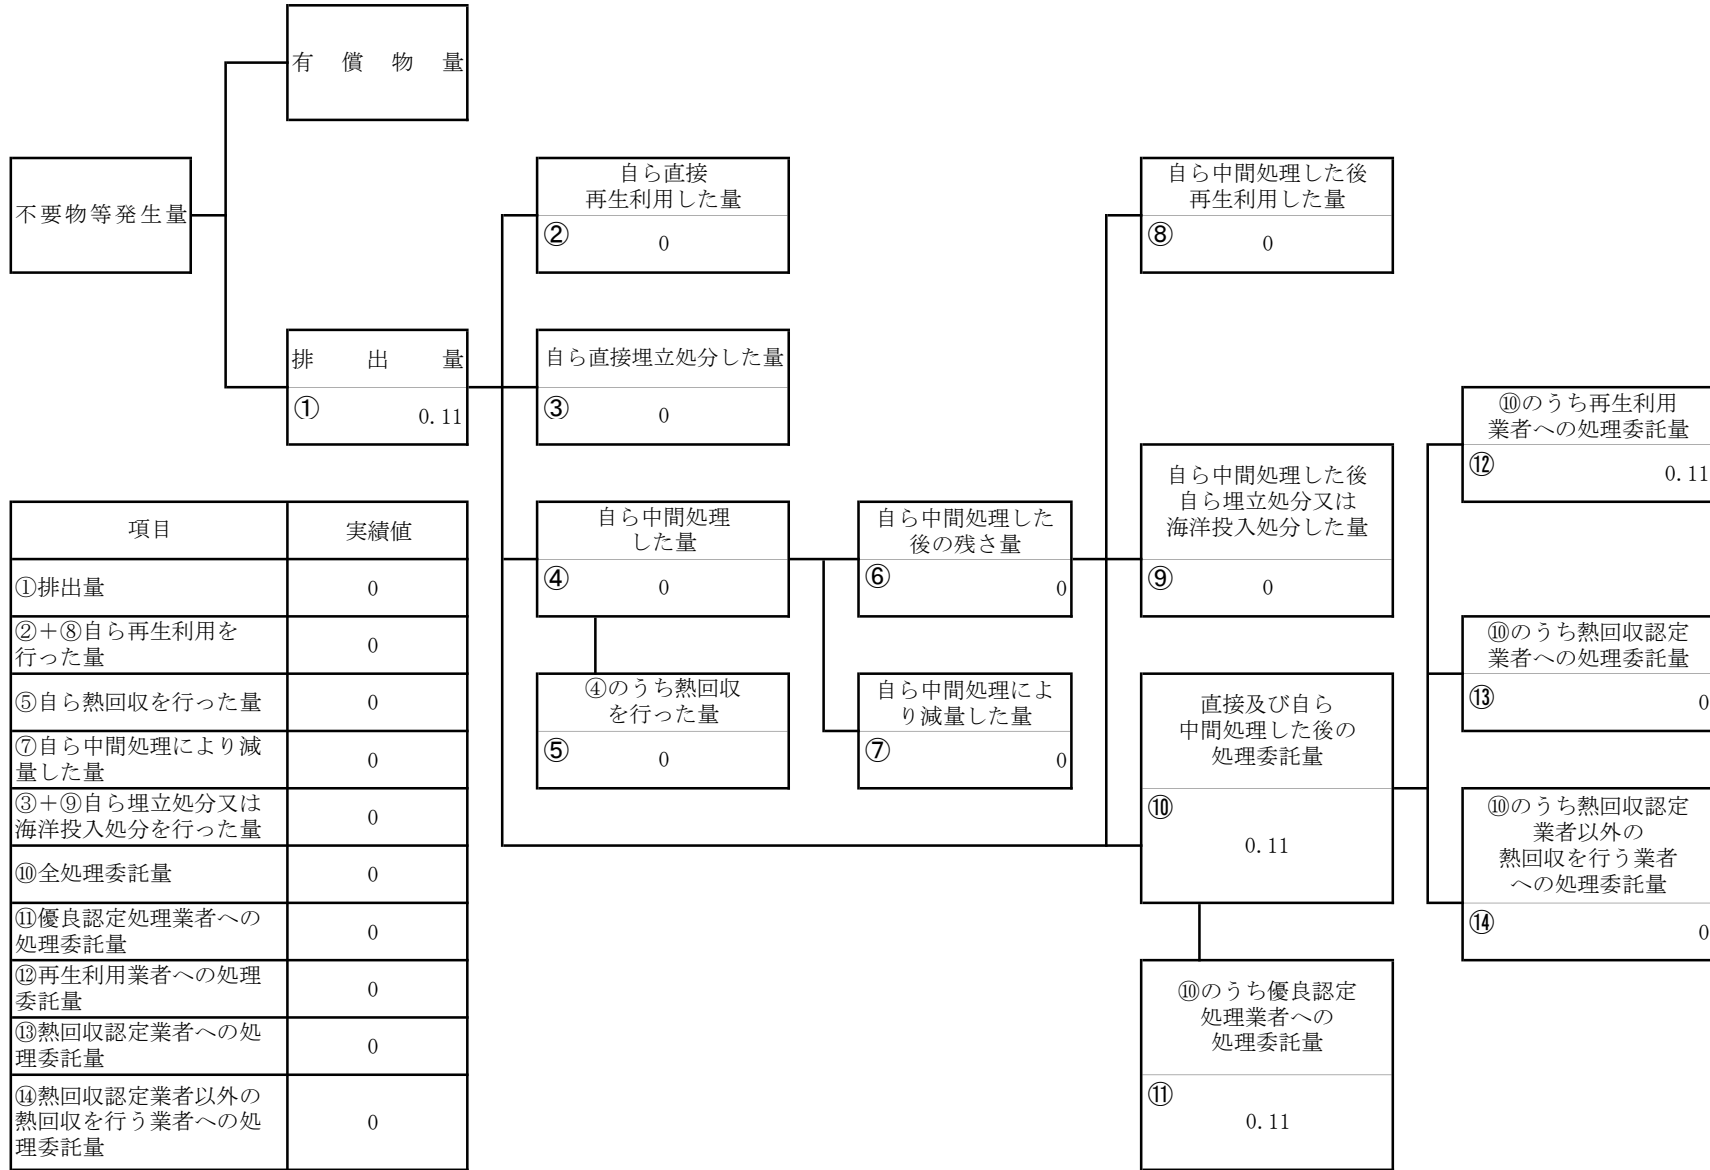 有償物量
不要物等発生量
排出量
① 0.11
自ら直接
再生利用した量
② 0
自ら直接埋立処分した量
③ 0
自ら中間処理
した量
④ 0
④のうち熱回収
を行った量
⑤ 0
自ら中間処理した
後の残さ量
⑥ 0
自ら中間処理によ
り減量した量
⑦ 0
自ら中間処理した後
再生利用した量
⑧ 0
自ら中間処理した後
自ら埋立処分又は
海洋投入処分した量
⑨ 0
直接及び自ら
中間処理した後の
処理委託量
⑩
0.11
⑩のうち優良認定
処理業者への
処理委託量
⑪
0.11
⑩のうち再生利用
業者への処理委託量
⑫ 0.11
⑩のうち熱回収認定
業者への処理委託量
⑬ 0
⑩のうち熱回収認定
業者以外の
熱回収を行う業者
への処理委託量
⑭ 0
項目 実績値
①排出量 0
②＋⑧自ら再生利用を
行った量 0
⑤自ら熱回収を行った量 0
⑦自ら中間処理により減
量した量 0
③＋⑨自ら埋立処分又は
海洋投入処分を行った量 0
⑩全処理委託量 0
⑪優良認定処理業者への
処理委託量 0
⑫再生利用業者への処理
委託量 0
⑬熱回収認定業者への処
理委託量 0
⑭熱回収認定業者以外の
熱回収を行う業者への処
理委託量 0